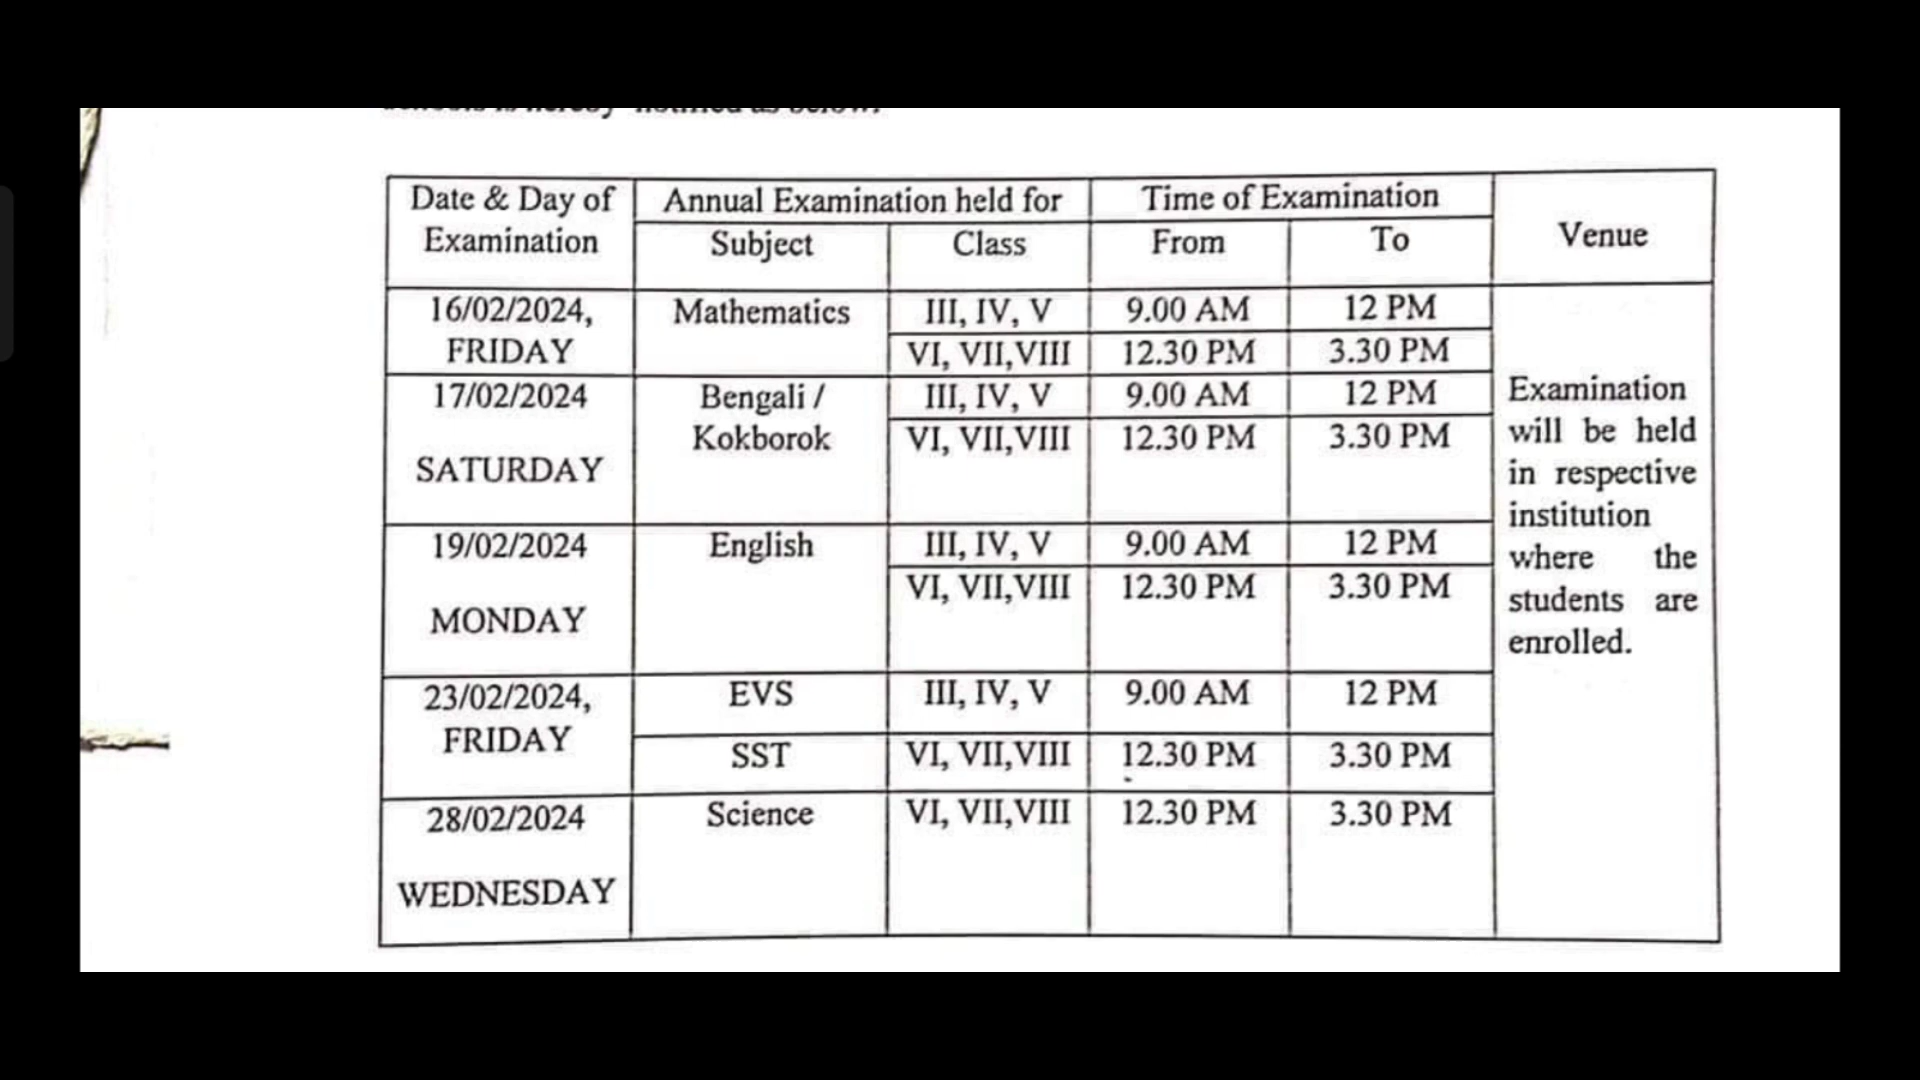 schools is hereby notified as below.
Date & Day of Examination Annual Examination held for Time of Examination Venue
Subject Class From To
16/02/2024, FRIDAY Mathematics III, IV, V 9.00 AM 12 PM
VI, VII,VIII 12.30 PM 3.30 PM
17/02/2024 SATURDAY Bengali / Kokborok III, IV, V 9.00 AM 12 PM
VI, VII,VIII 12.30 PM 3.30 PM
19/02/2024 MONDAY English III, IV, V 9.00 AM 12 PM
VI, VII,VIII 12.30 PM 3.30 PM
23/02/2024, FRIDAY EVS III, IV, V 9.00 AM 12 PM
SST VI, VII,VIII 12.30 PM 3.30 PM
28/02/2024 WEDNESDAY Science VI, VII,VIII 12.30 PM 3.30 PM
Examination
will be held
in respective
institution
where the
students are
enrolled.